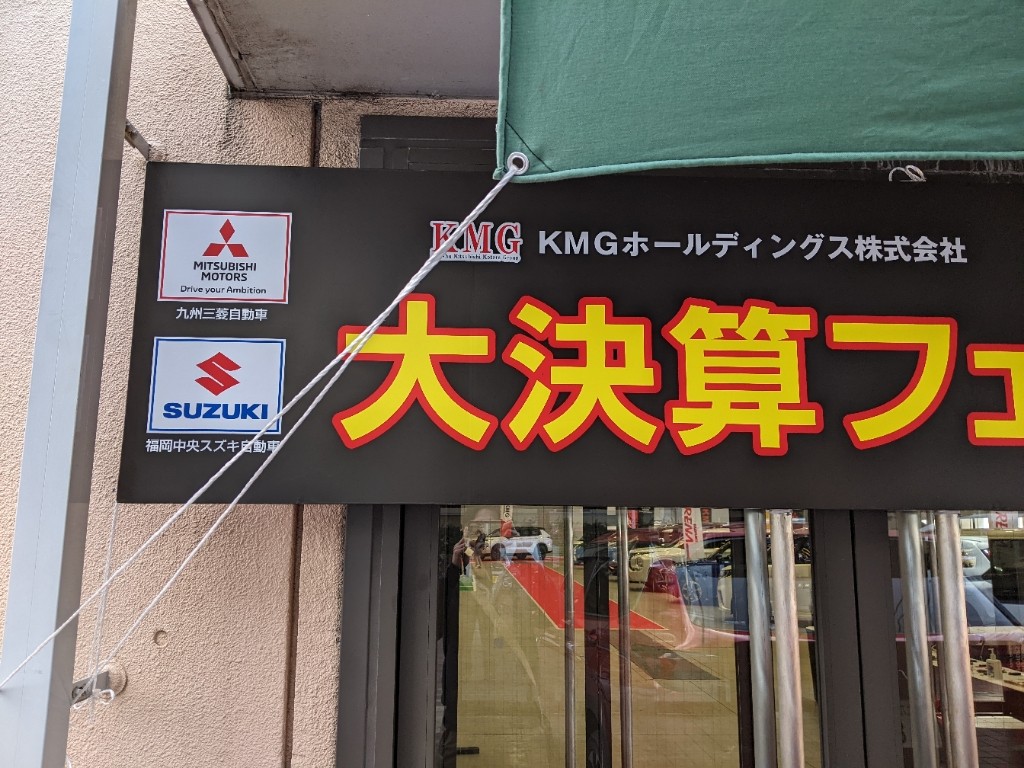 MITSUBISHI
MOTORS
Drive your Ambition
九州三菱自動車
SUZUKI
福岡中央スズキ自動車
KMG
KMGホールディングス株式会社
大決算フェ